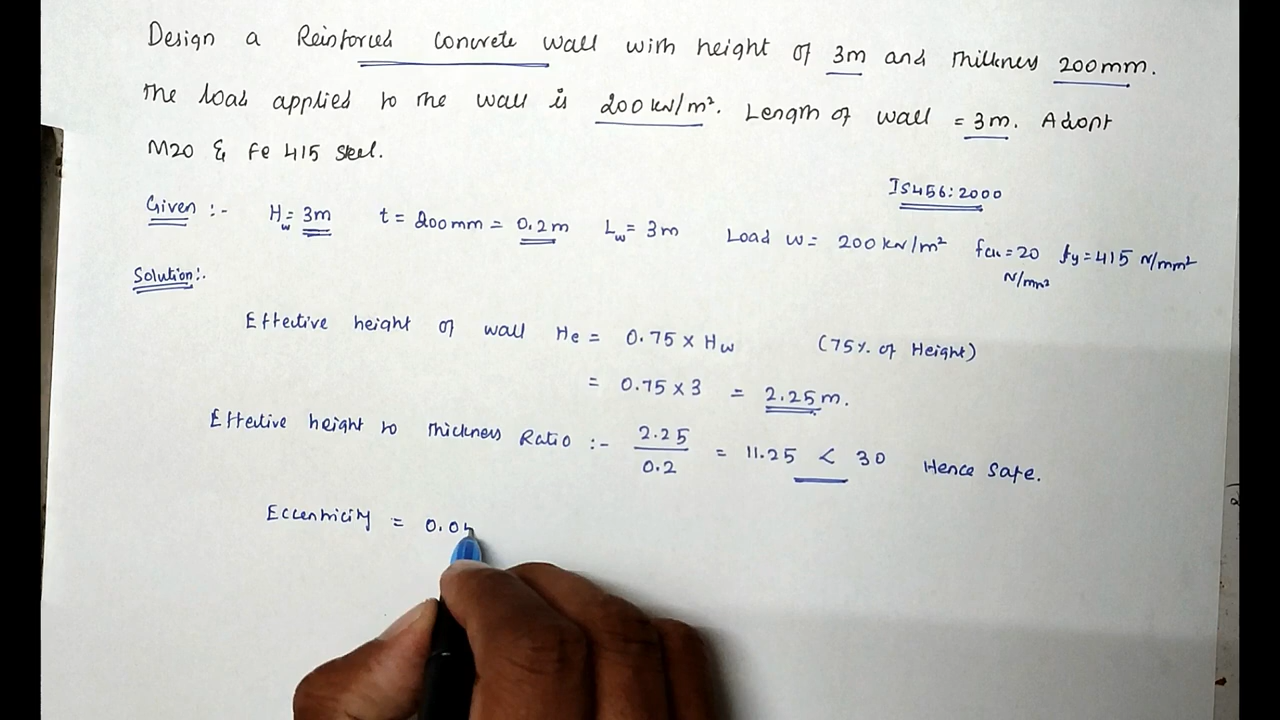 Design a Reinforced concrete wall with height of 3m and Thickness 200mm.
The load applied to the wall is 200 kN/m². Length of wall = 3m. Adopt
M20 & Fe 415 Steel.
IS456:2000
Given :- Hw = 3m t = 200mm = 0.2m Lw = 3m Load w = 200 kN/m² fck = 20 N/mm² fy = 415 N/mm²
Solution:-
Effective height of wall He = 0.75 x Hw (75% of Height)
= 0.75 x 3 = 2.25m.
Effective height to Thickness Ratio :- 2.25/0.2 = 11.25 < 30 Hence Safe.
Eccentricity = 0.0